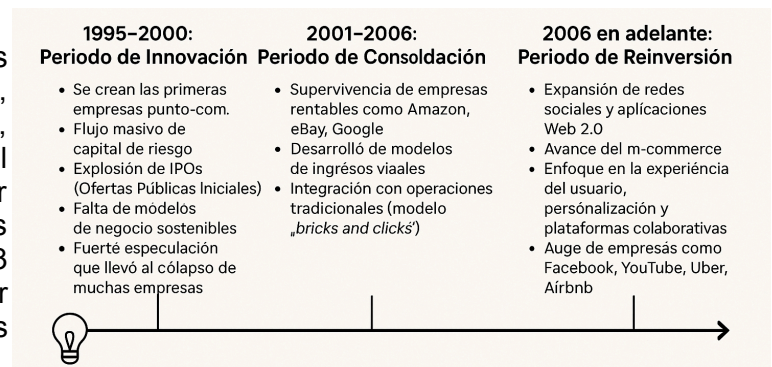 1995–2000:
Periodo de Innovación
• Se crean las primeras
empresas punto-com.
• Flujo masivo de
capital de riesgo
• Explosión de IPOs
(Ofertas Públicas Iniciales)
• Falta de módelós
de negocio sostenibles
• Fuerté especulación
que llevó al cólapso de
muchas empresas
2001–2006:
Periodo de Consoldación
• Supervivencia de empresas
rentables como Amazon,
eBay, Google
• Desarrolló de modelos
de ingrésos viaales
• Integración con operaciones
tradicionales (modelo
„bricks and clickś')
2006 en adelante:
Periodo de Reinversión
• Expansión de redes
sociales y aplícaciones
Web 2.0
• Avance del m-commerce
• Enfoque en la experiéncia
del usuario,
persónalización y
plataformas colaborativas
• Auge de empresás como
Facebook, YouTube, Uber,
Aírbnb